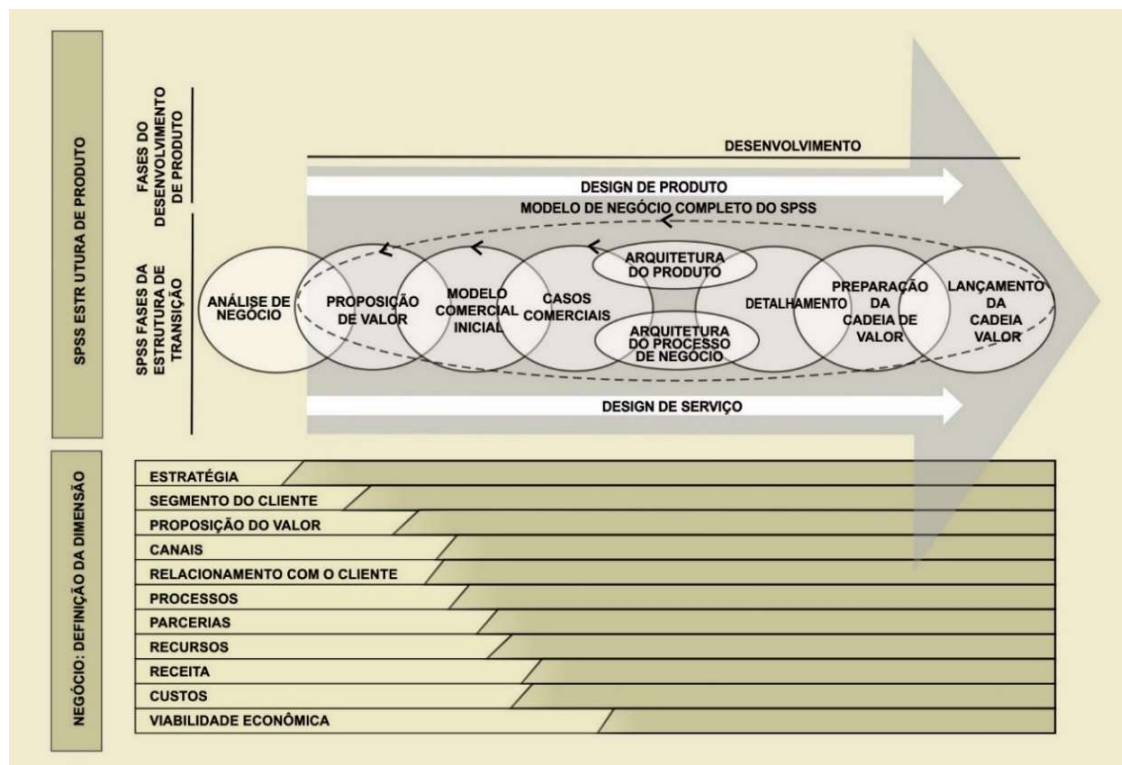 SPSS ESTR UTURA DE PRODUTO
FASES DO
DESENVOLVIMENTO
DE PRODUTO
DESENVOLVIMENTO
DESIGN DE PRODUTO
MODELO DE NEGÓCIO COMPLETO DO SPSS
SPSS FASES DA
ESTRUTURA DE
TRANSIÇÃO
ANÁLISE DE
NEGÓCIO
PROPOSIÇÃO
DE VALOR
MODELO
COMERCIAL
INICIAL
CASOS
COMERCIAIS
ARQUITETURA
DO PRODUTO
ARQUITETURA
DO PROCESSO
DE NEGÓCIO
DETALHAMENTO
PREPARAÇÃO
DA
CADEIA DE
VALOR
LANÇAMENTO
DA
CADEIA
VALOR
DESIGN DE SERVIÇO
NEGÓCIO: DEFINIÇÃO DA DIMENSÃO
ESTRATÉGIA
SEGMENTO DO CLIENTE
PROPOSIÇÃO DO VALOR
CANAIS
RELACIONAMENTO COM O CLIENTE
PROCESSOS
PARCERIAS
RECURSOS
RECEITA
CUSTOS
VIABILIDADE ECONÔMICA